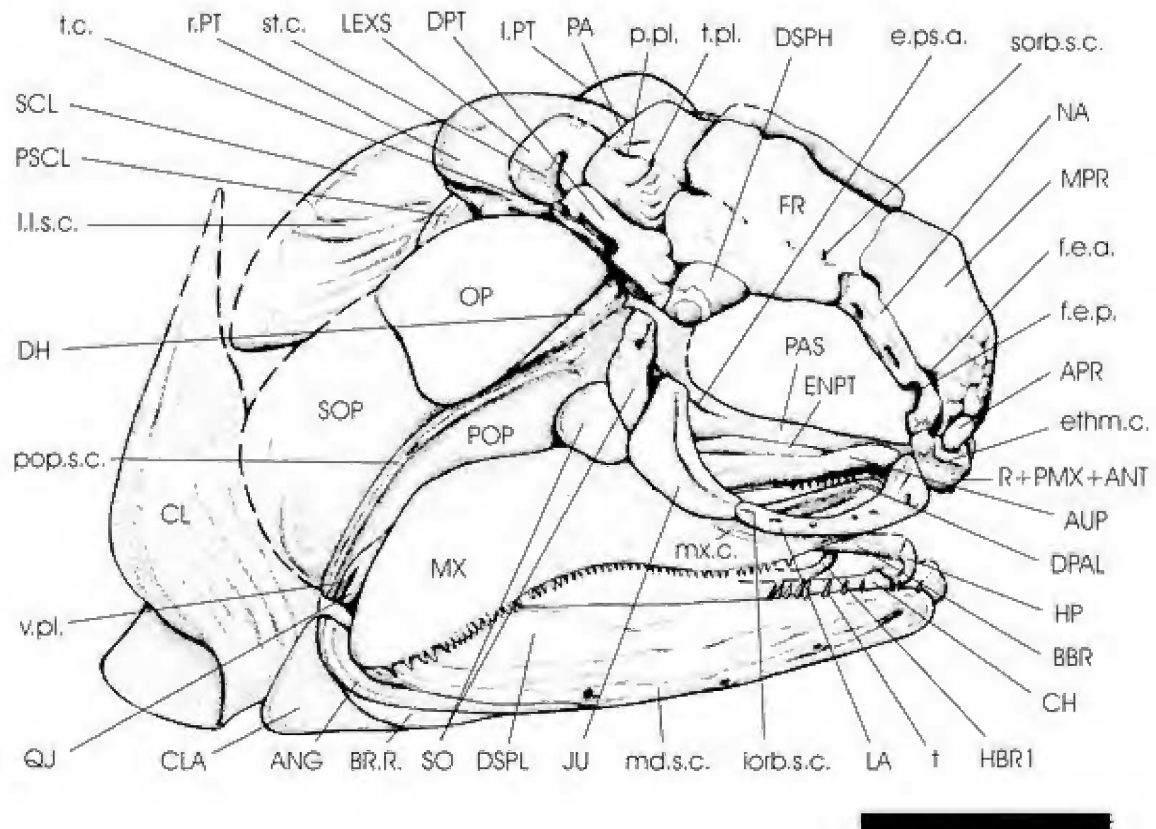 t.c.
r.PT
st.c.
LEXS
DPT
l.PT
PA
p.pl.
t.pl.
DSPH
e.ps.a.
sorb.s.c.
SCL
NA
PSCL
MPR
l.l.s.c.
FR
f.e.a.
OP
f.e.p.
DH
PAS
APR
SOP
ENPT
ethm.c.
POP
pop.s.c.
R+PMX+ANT
CL
AUP
mx.c.
MX
DPAL
v.pl.
HP
BBR
CH
QJ
CLA
ANG
BR.R.
SO
DSPL
JU
md.s.c.
iorb.s.c.
LA
t
HBR1